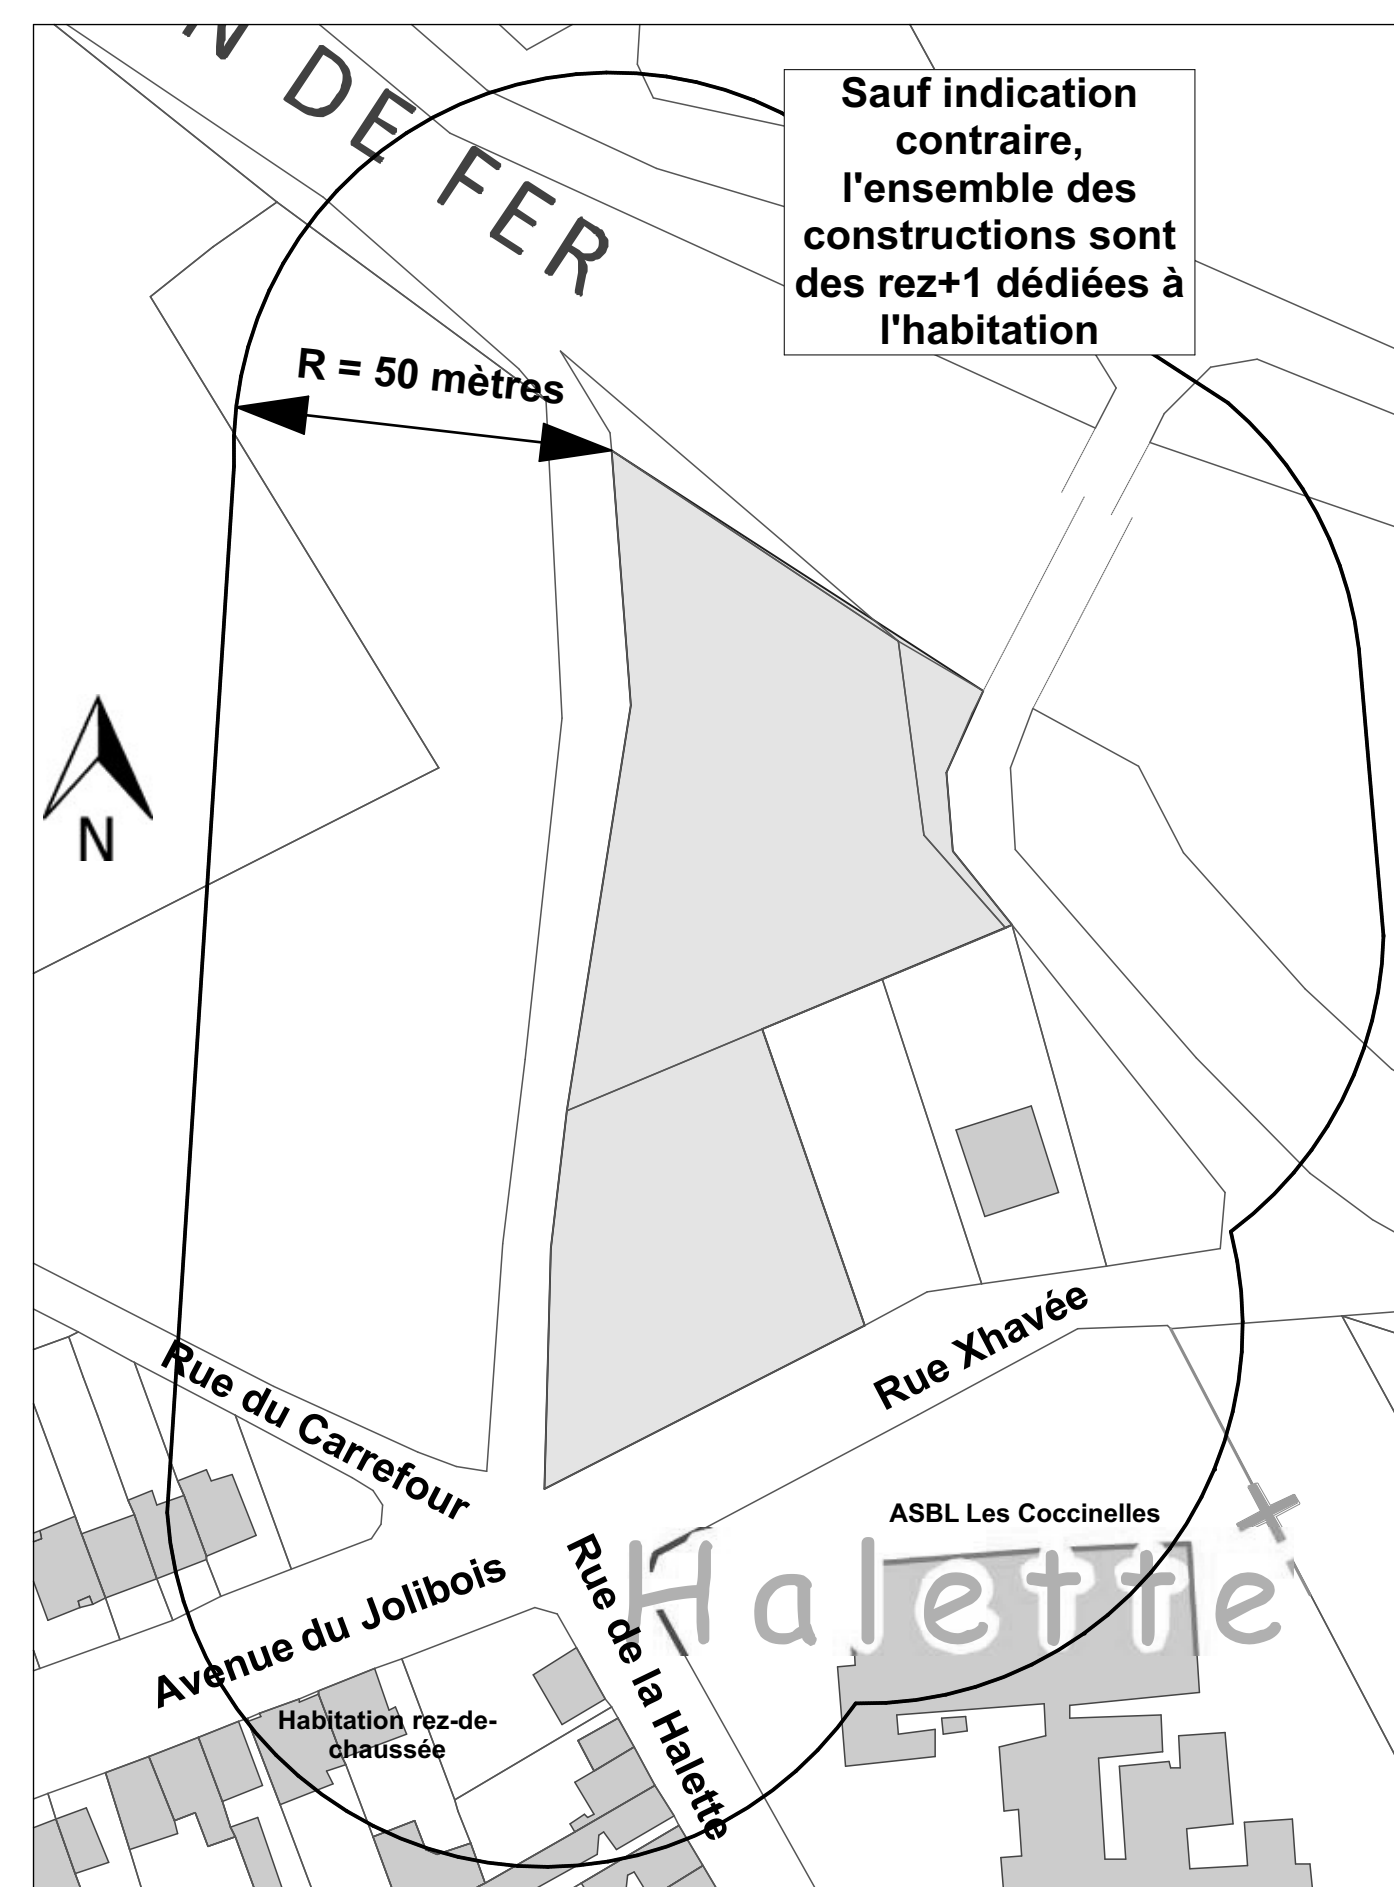 N DE FER
Sauf indication
contraire,
l'ensemble des
constructions sont
des rez+1 dédiées à
l'habitation
R = 50 mètres
N
Rue Xhavée
Rue du Carrefour
ASBL Les Coccinelles
Halette
Avenue du Jolibois
Rue de la Halette
Habitation rez-de-
chaussée